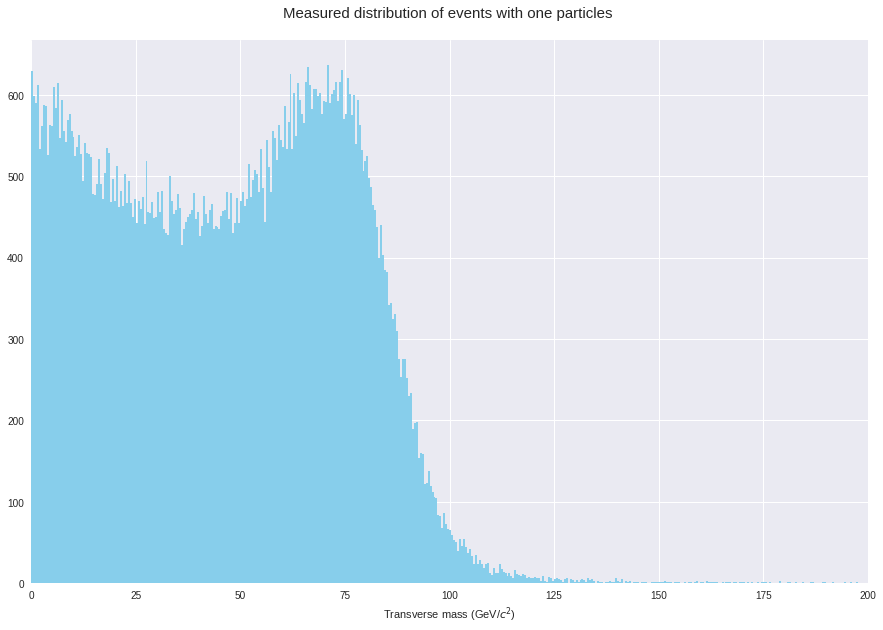 Measured distribution of events with one particles
600
500
400
300
200
100
0
0 25 50 75 100 125 150 175 200
Transverse mass (GeV/c²)